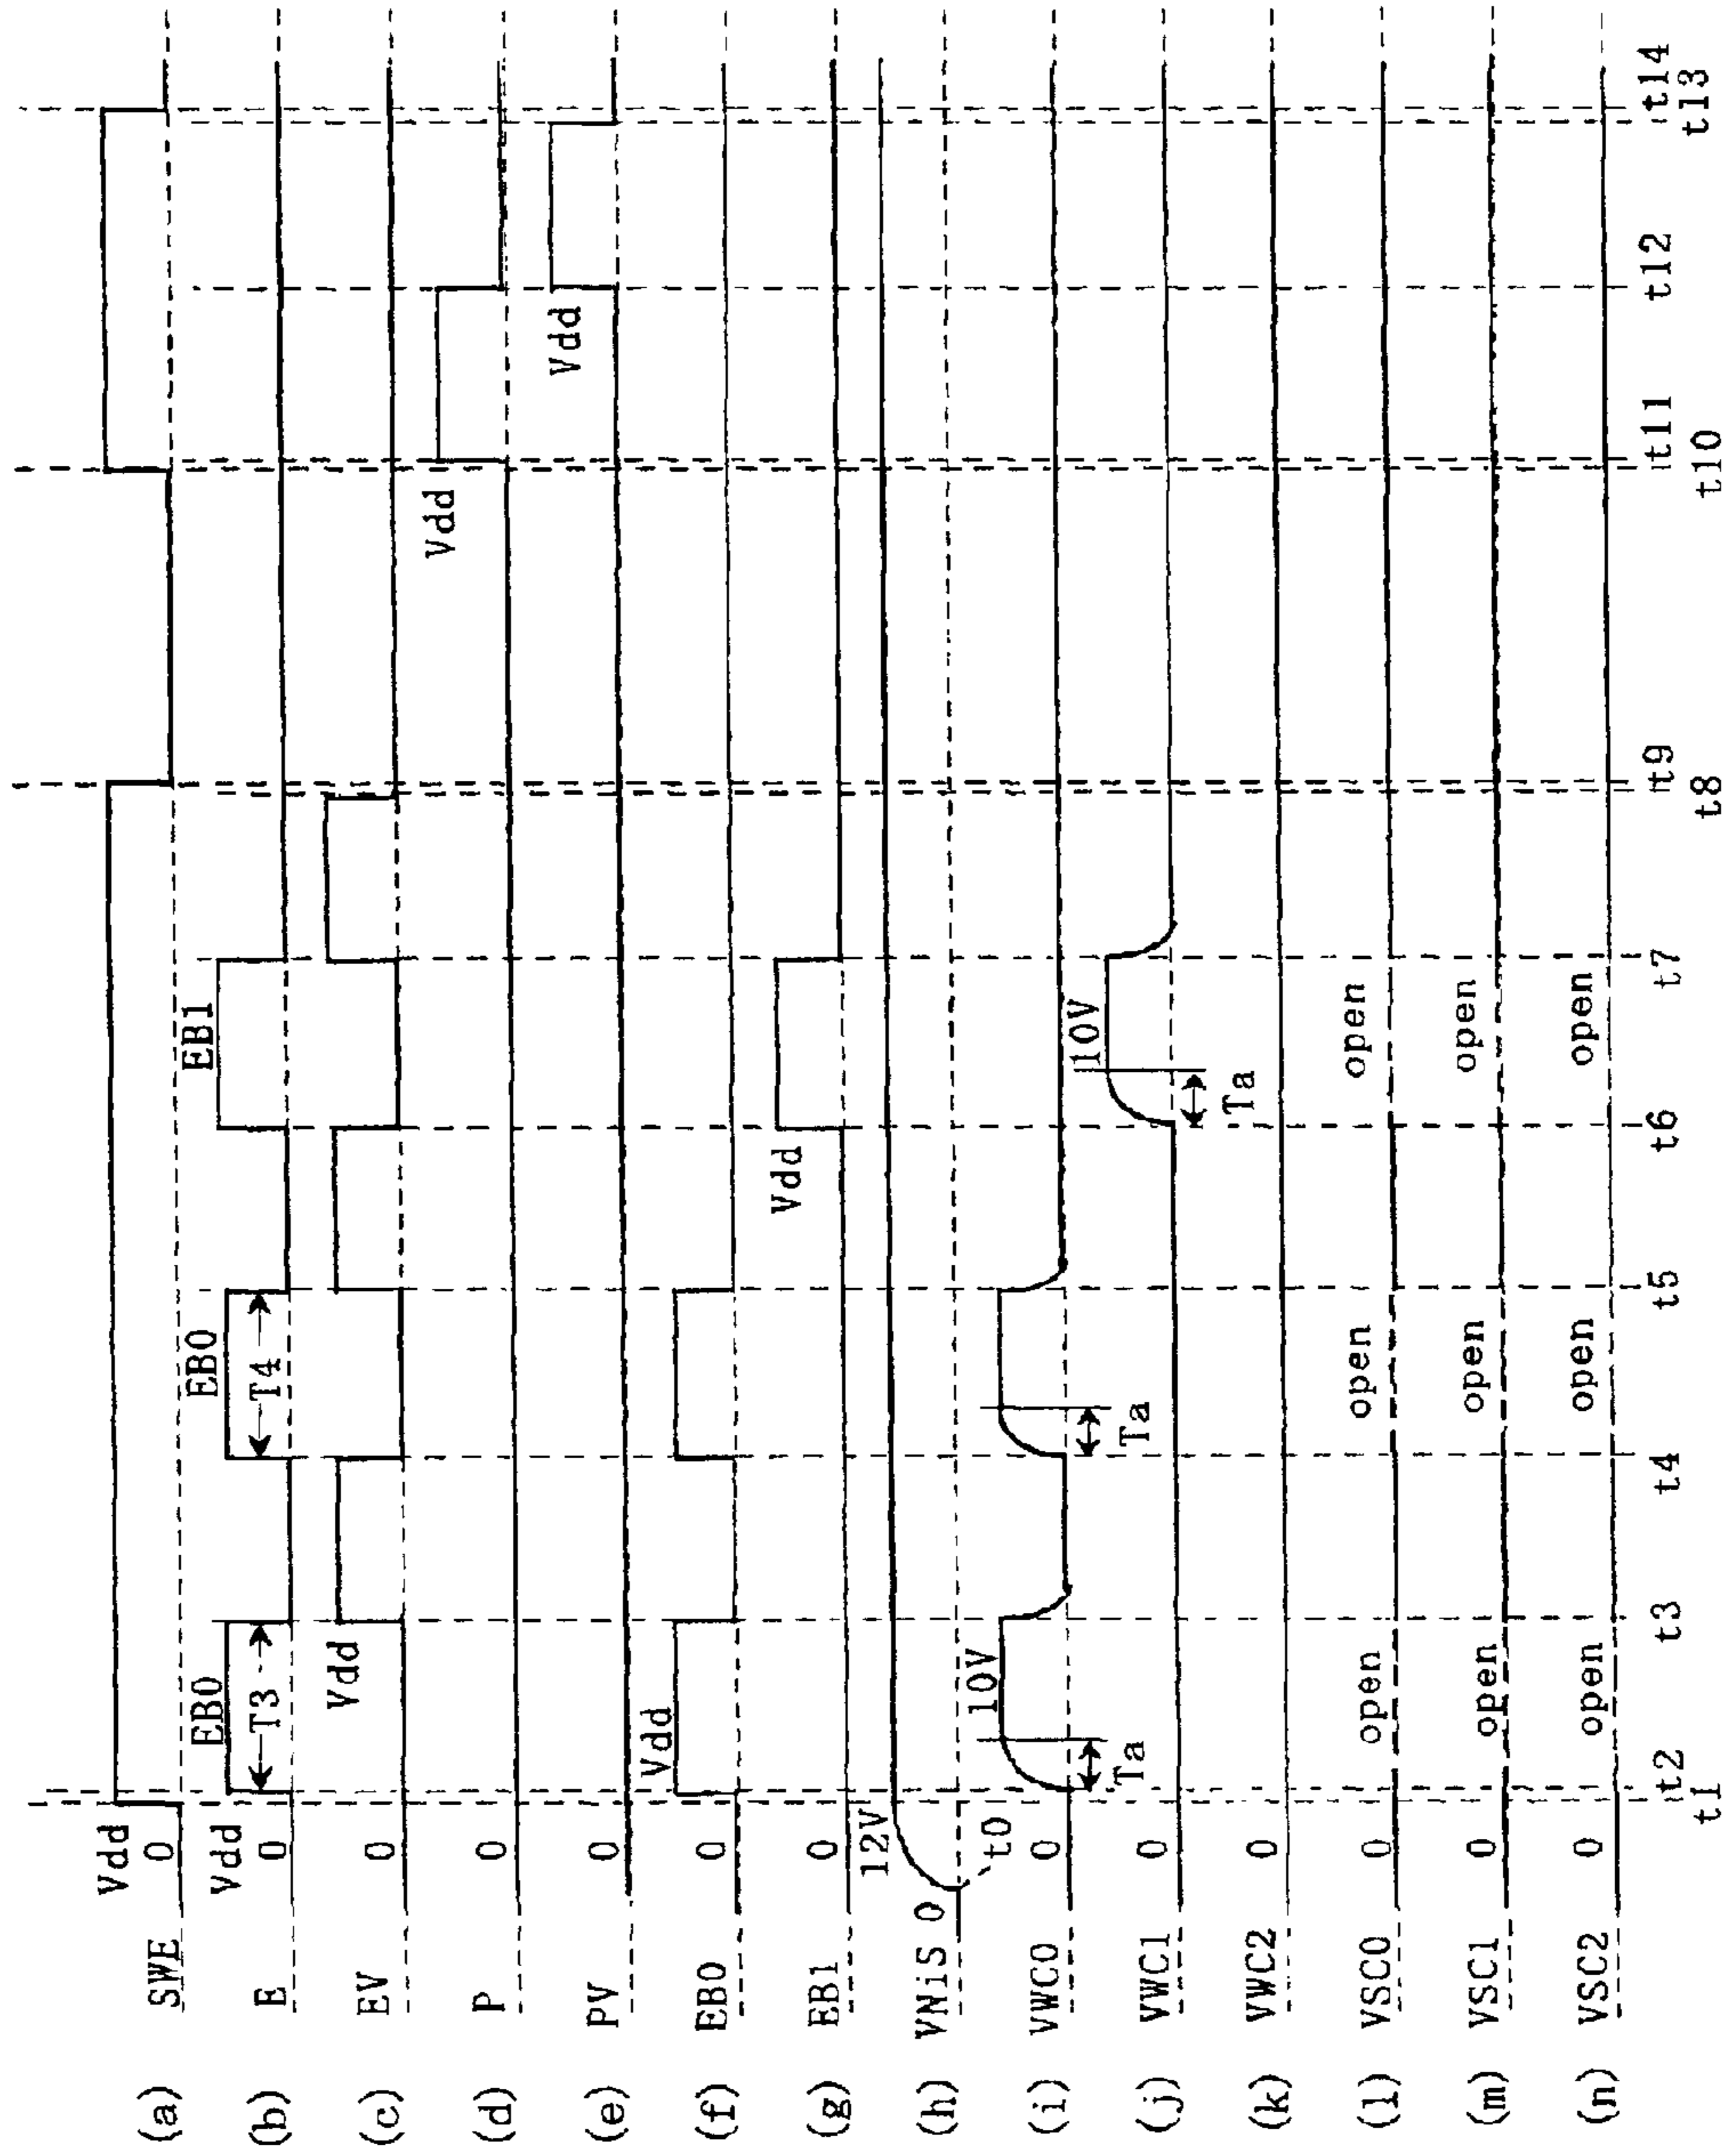 (a) SWE Vdd 0
(b) E Vdd 0 EB0 T3 EB0 T4 EB1
(c) EV 0 Vdd
(d) P 0 Vdd
(e) PV 0 Vdd
(f) EB0 0 Vdd
(g) EB1 0 Vdd
(h) VNiS 0 12V t0
(i) VWC0 0 10V Ta Ta
(j) VWC1 0 10V Ta
(k) VWC2 0
(l) VSC0 0 open open open
(m) VSC1 0 open open open
(n) VSC2 0 open open open
t1 t2 t3 t4 t5 t6 t7 t8 t9 t10 t11 t12 t13 t14